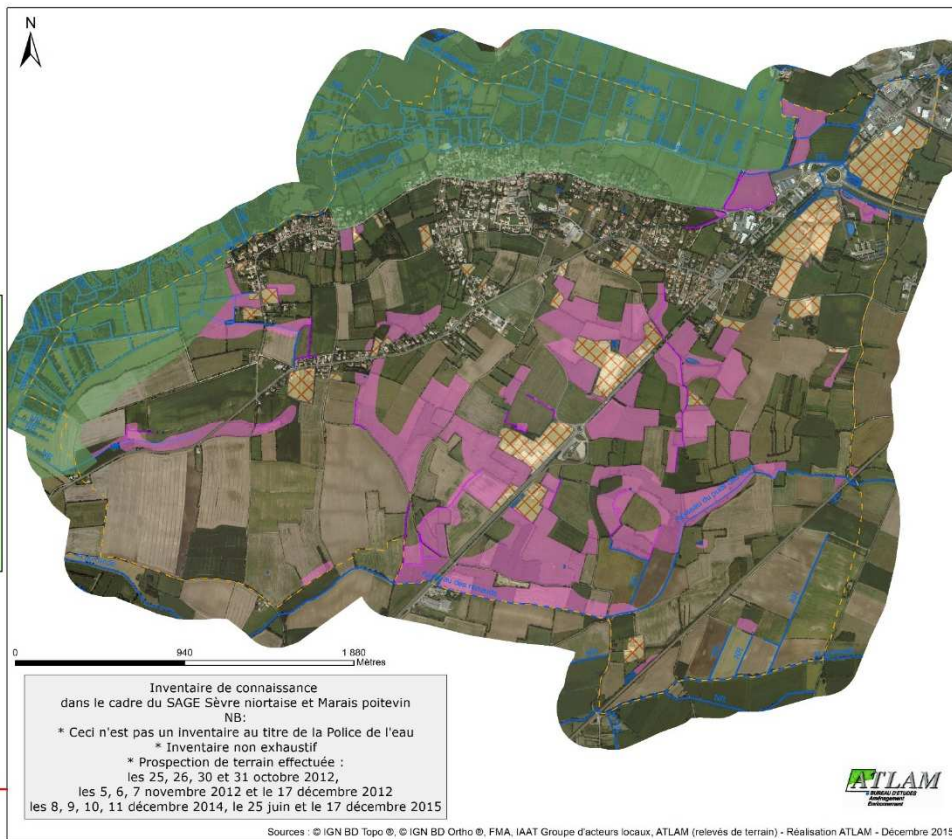 N
0 940 1 880
Mètres
Inventaire de connaissance
dans le cadre du SAGE Sèvre niortaise et Marais poitevin
NB:
* Ceci n'est pas un inventaire au titre de la Police de l'eau
* Inventaire non exhaustif
* Prospection de terrain effectuée :
les 25, 26, 30 et 31 octobre 2012,
les 5, 6, 7 novembre 2012 et le 17 décembre 2012
les 8, 9, 10, 11 décembre 2014, le 25 juin et le 17 décembre 2015
ATLAM
BUREAU D'ETUDES
Aménagement
Environnement
Sources : © IGN BD Topo ®, © IGN BD Ortho ®, FMA, IAAT Groupe d'acteurs locaux, ATLAM (relevés de terrain) - Réalisation ATLAM - Décembre 2015